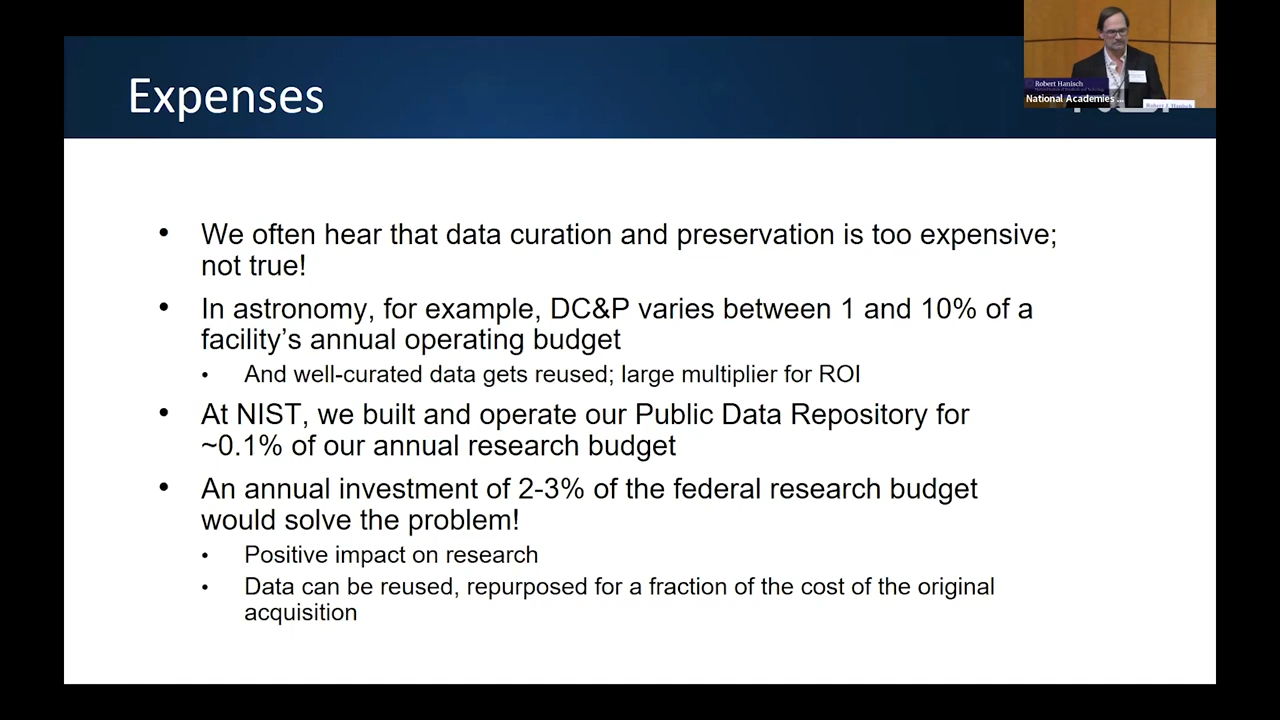 Expenses
Robert Hanisch
National Academies ...
Robert J. Hanisch
• We often hear that data curation and preservation is too expensive;
not true!
• In astronomy, for example, DC&P varies between 1 and 10% of a
facility’s annual operating budget
• And well-curated data gets reused; large multiplier for ROI
• At NIST, we built and operate our Public Data Repository for
~0.1% of our annual research budget
• An annual investment of 2-3% of the federal research budget
would solve the problem!
• Positive impact on research
• Data can be reused, repurposed for a fraction of the cost of the original
acquisition